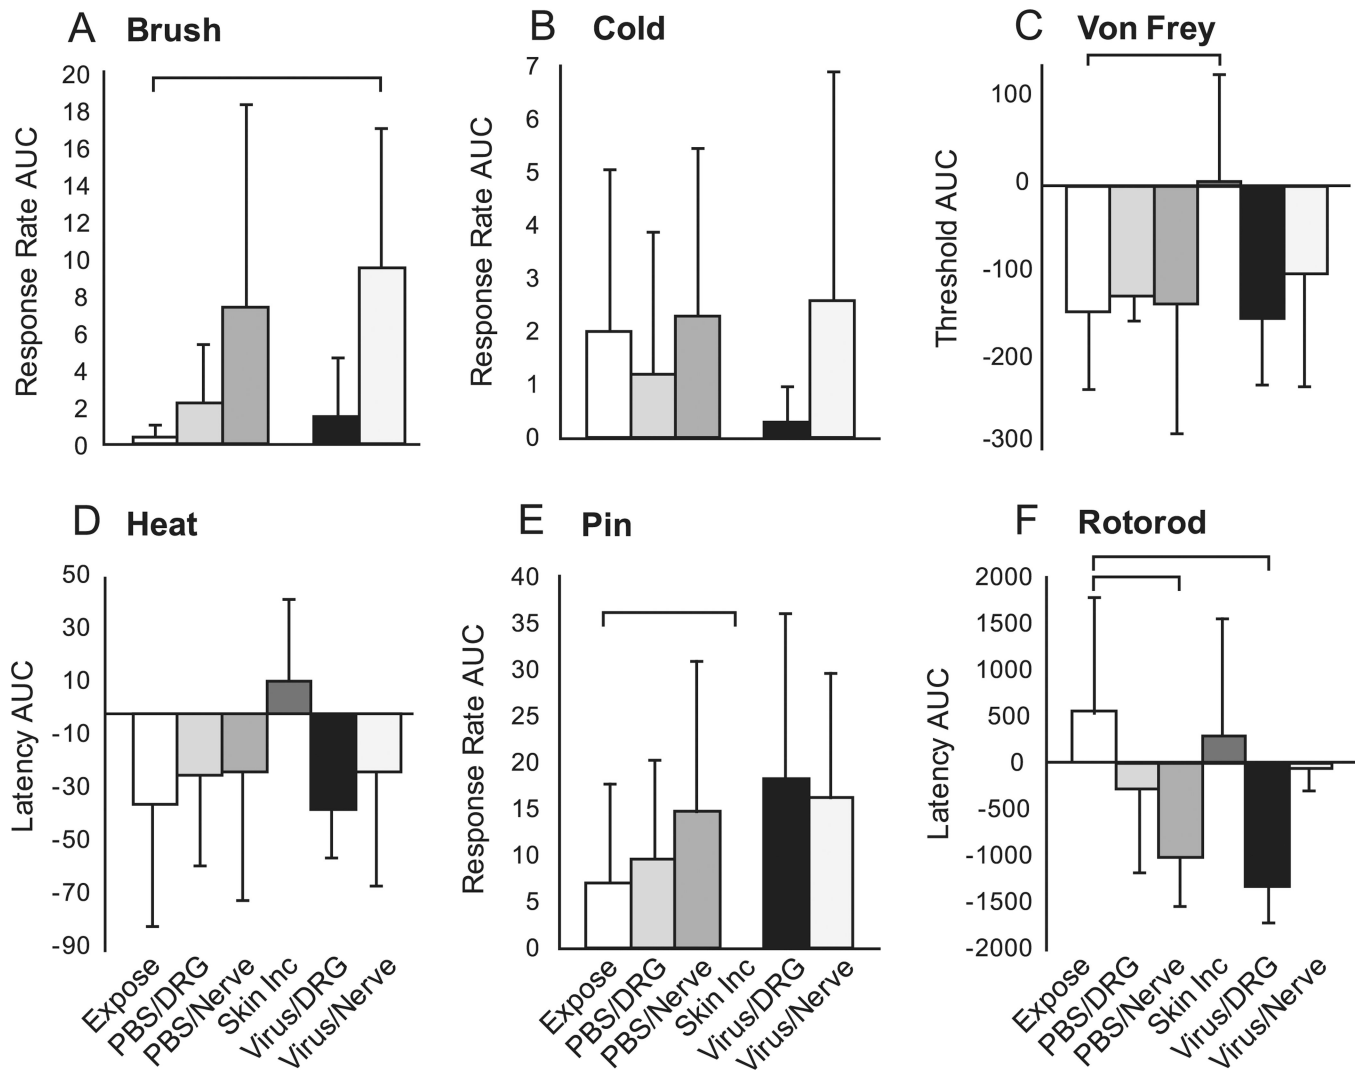 A Brush
Response Rate AUC
20
18
16
14
12
10
8
6
4
2
0
B Cold
Response Rate AUC
7
6
5
4
3
2
1
0
C Von Frey
Threshold AUC
100
0
-100
-200
-300
D Heat
Latency AUC
50
30
10
-10
-30
-50
-70
-90
Expose
PBS/DRG
PBS/Nerve
Skin Inc
Virus/DRG
Virus/Nerve
E Pin
Response Rate AUC
40
35
30
25
20
15
10
5
0
Expose
PBS/DRG
PBS/Nerve
Skin Inc
Virus/DRG
Virus/Nerve
F Rotorod
Latency AUC
2000
1500
1000
500
0
-500
-1000
-1500
-2000
Expose
PBS/DRG
PBS/Nerve
Skin Inc
Virus/DRG
Virus/Nerve